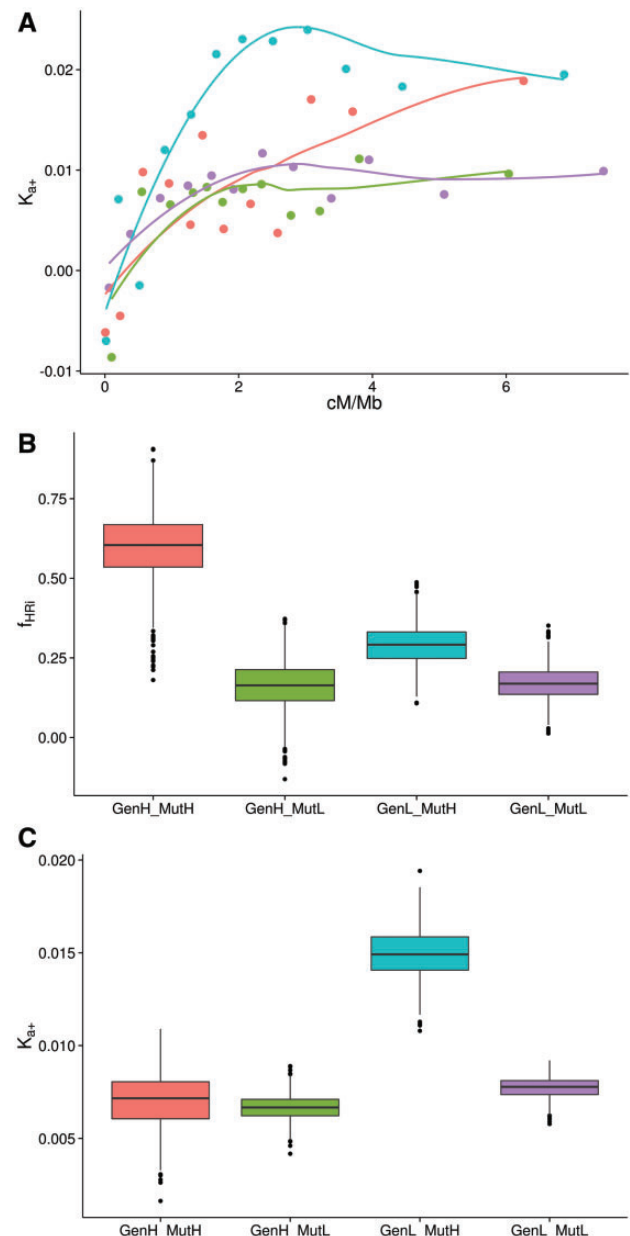 A
0.02
0.01
0.00
-0.01
Ka+
0 2 4 6
cM/Mb
B
0.75
0.50
0.25
0.00
fHRi
GenH_MutH GenH_MutL GenL_MutH GenL_MutL
C
0.020
0.015
0.010
0.005
Ka+
GenH_MutH GenH_MutL GenL_MutH GenL_MutL